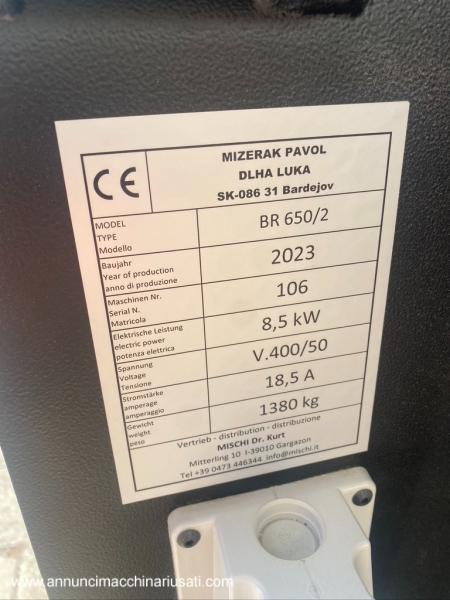 CE
MIZERAK PAVOL
DLHA LUKA
SK-086 31 Bardejov
MODEL
TYPE
Modello
BR 650/2
Baujahr
Year of production
anno di produzione
2023
Maschinen Nr.
Serial N.
Matricola
106
Elektrische Leistung
electric power
potenza elettrica
8,5 kW
Spannung
Voltage
Tensione
V.400/50
Stromstärke
amperage
amperaggio
18,5 A
Gewicht
weight
peso
1380 kg
Vertrieb - distribution - distribuzione
MISCHI Dr. Kurt
Mitterling 10 I-39010 Gargazon
Tel +39 0473 446344 info@mischi.it
www.annuncimacchinariusati.com